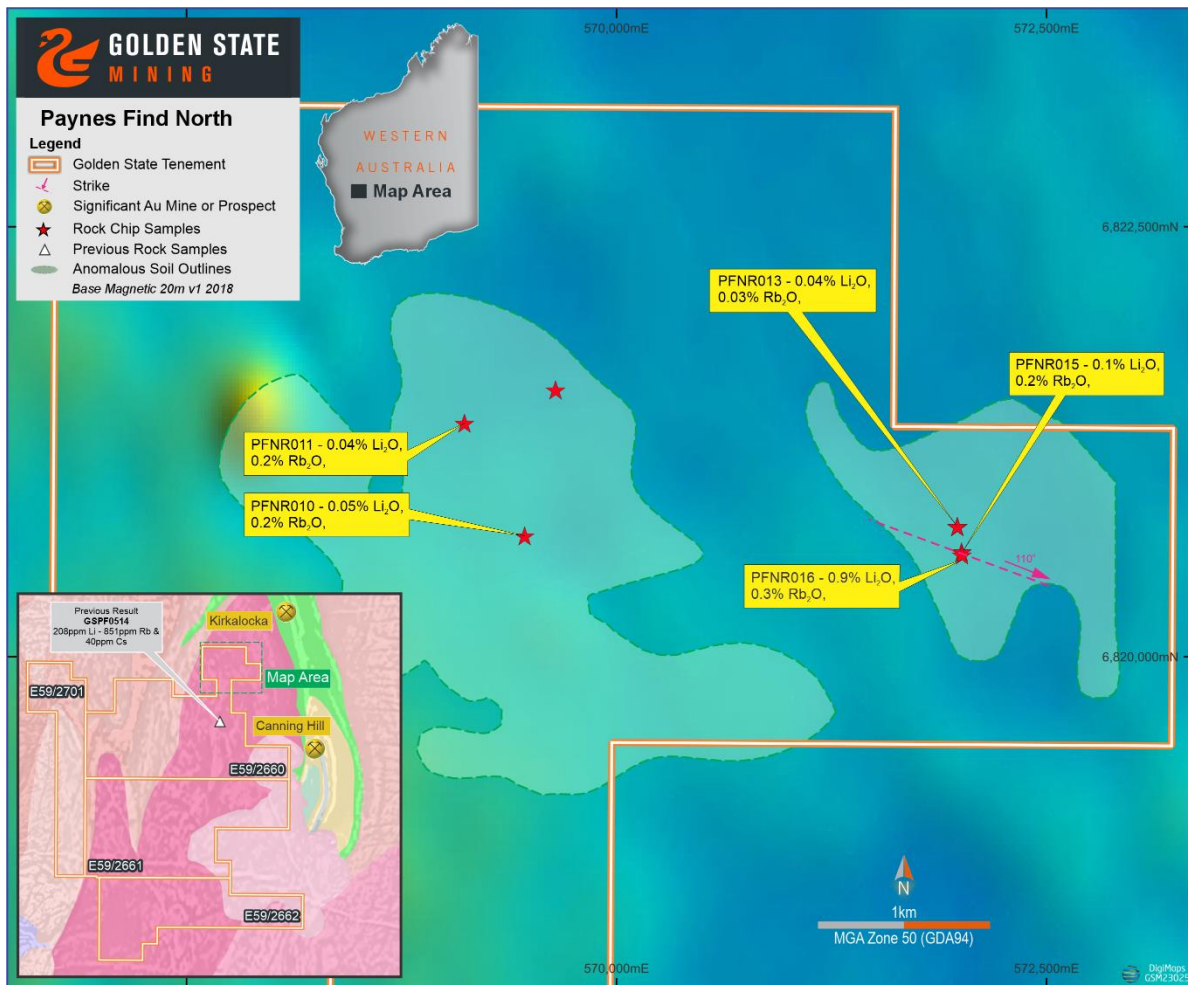 GOLDEN STATE
MINING
Paynes Find North
Legend
Golden State Tenement
Strike
Significant Au Mine or Prospect
Rock Chip Samples
Previous Rock Samples
Anomalous Soil Outlines
Base Magnetic 20m v1 2018
WESTERN
AUSTRALIA
Map Area
570,000mE
572,500mE
6,822,500mN
PFNR013 - 0.04% Li₂O,
0.03% Rb₂O,
PFNR015 - 0.1% Li₂O,
0.2% Rb₂O,
PFNR011 - 0.04% Li₂O,
0.2% Rb₂O,
PFNR010 - 0.05% Li₂O,
0.2% Rb₂O,
110°
PFNR016 - 0.9% Li₂O,
0.3% Rb₂O,
6,820,000mN
Previous Result
GSPF0514
208ppm Li - 851ppm Rb &
40ppm Cs
Kirkalocka
Map Area
E59/2701
Canning Hill
E59/2660
E59/2661
E59/2662
N
1km
MGA Zone 50 (GDA94)
570,000mE
572,500mE
DigiMaps
GSM23025